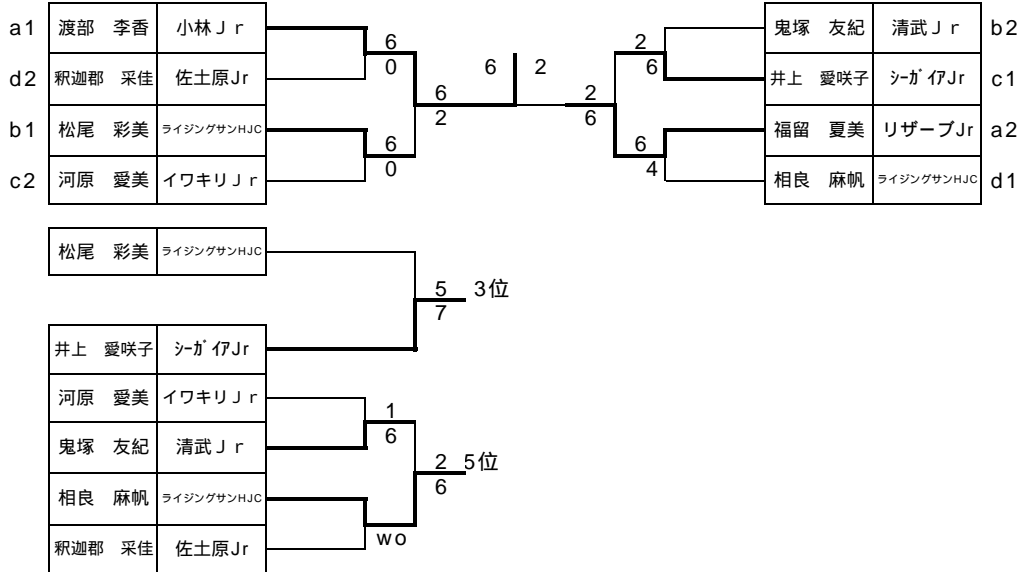 a1 渡部　李香 小林Ｊｒ
6
0
d2 釈迦郡　采佳 佐土原Jr
6
2
b1 松尾　彩美 ライジングサンHJC
6
0
c2 河原　愛美 イワキリＪｒ
6 2
鬼塚　友紀 清武Ｊｒ b2
2
6
井上　愛咲子 ｼｰｶﾞｲｱJr c1
2
6
福留　夏美 リザーブJr a2
6
4
相良　麻帆 ライジングサンHJC d1
松尾　彩美 ライジングサンHJC
5 3位
7
井上　愛咲子 ｼｰｶﾞｲｱJr
河原　愛美 イワキリＪｒ
1
6
鬼塚　友紀 清武Ｊｒ
2 5位
6
相良　麻帆 ライジングサンHJC
wo
釈迦郡　采佳 佐土原Jr